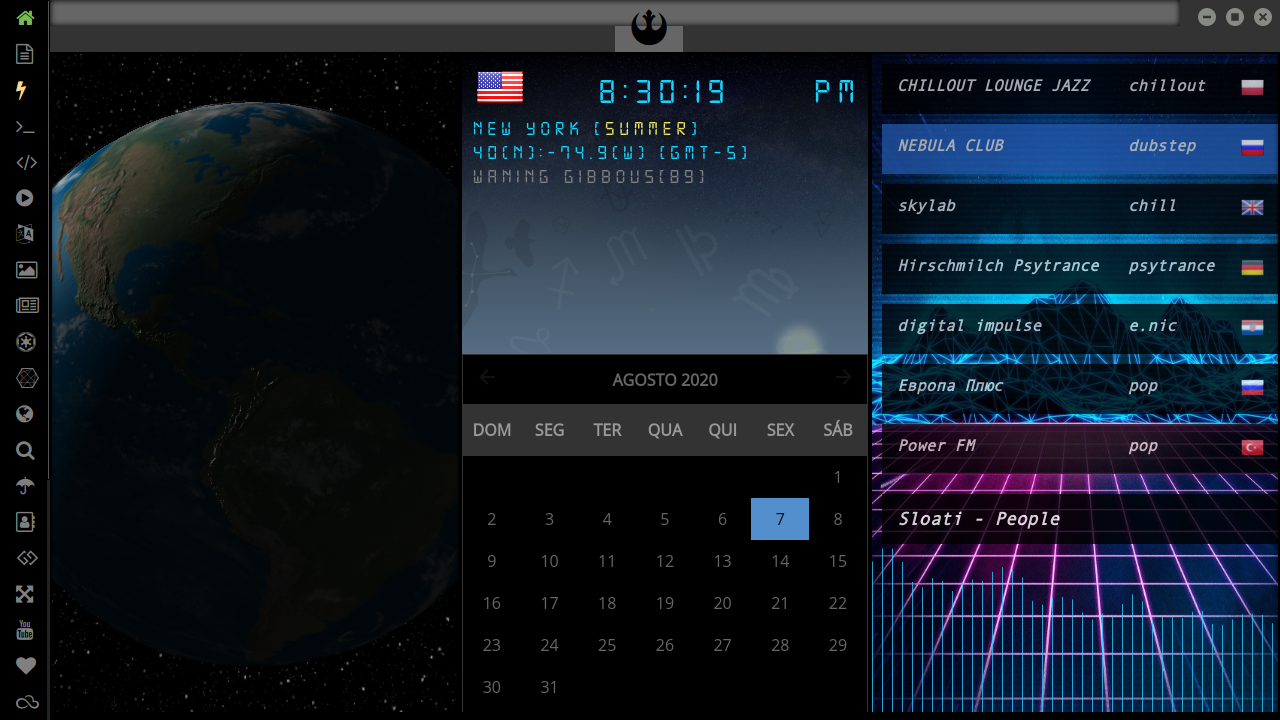 8:30:19 PM
NEW YORK (SUMMER)
40(N):-74.9(W) (GMT-5)
WANING GIBBOUS(89)
AGOSTO 2020
DOM SEG TER QUA QUI SEX SÁB
1
2 3 4 5 6 7 8
9 10 11 12 13 14 15
16 17 18 19 20 21 22
23 24 25 26 27 28 29
30 31
CHILLOUT LOUNGE JAZZ chillout
NEBULA CLUB dubstep
skylab chill
Hirschmilch Psytrance psytrance
digital impulse e.nic
Европа Плюс pop
Power FM pop
Sloati - People
You
Tube